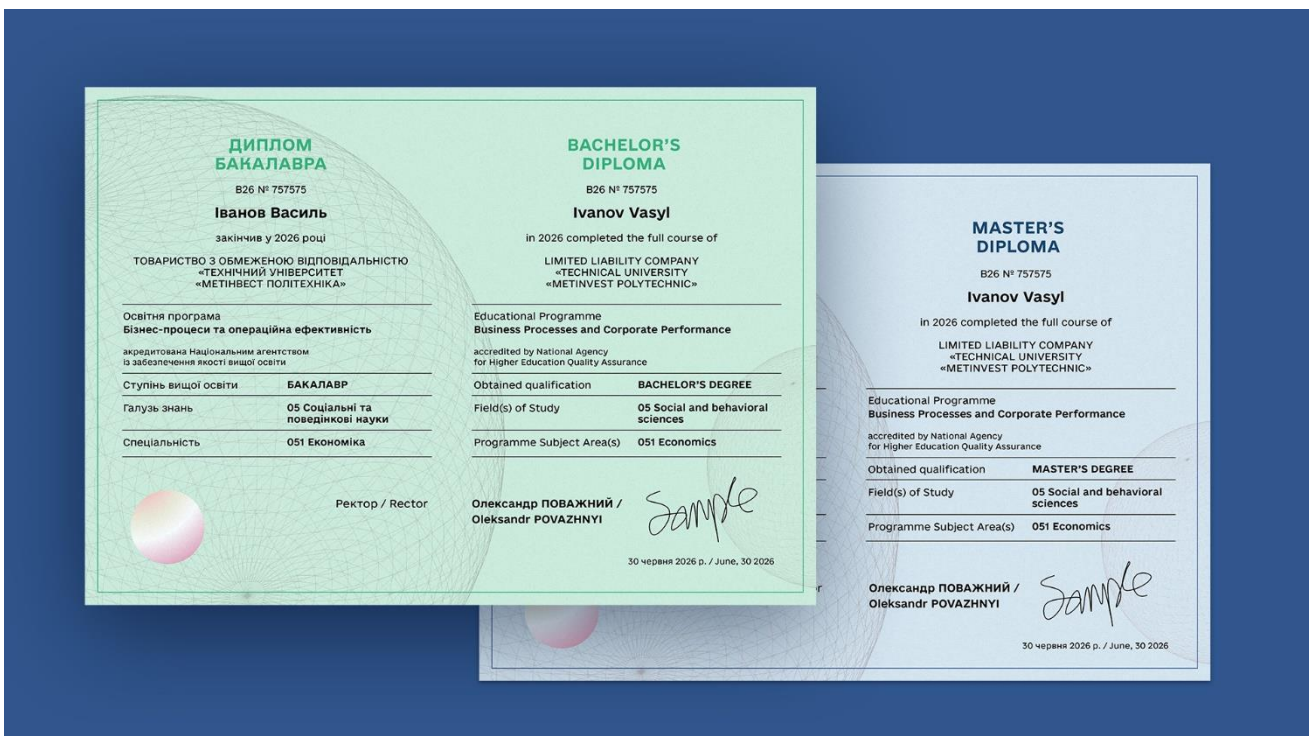 ДИПЛОМ
БАКАЛАВРА
B26 № 757575
Іванов Василь
закінчив у 2026 році
ТОВАРИСТВО З ОБМЕЖЕНОЮ ВІДПОВІДАЛЬНІСТЮ
«ТЕХНІЧНИЙ УНІВЕРСИТЕТ
«МЕТІНВЕСТ ПОЛІТЕХНІКА»
Освітня програма
Бізнес-процеси та операційна ефективність
акредитована Національним агентством
із забезпечення якості вищої освіти
Ступінь вищої освіти БАКАЛАВР
Галузь знань 05 Соціальні та
поведінкові науки
Спеціальність 051 Економіка
Ректор / Rector
BACHELOR'S
DIPLOMA
B26 № 757575
Ivanov Vasyl
in 2026 completed the full course of
LIMITED LIABILITY COMPANY
«TECHNICAL UNIVERSITY
«METINVEST POLYTECHNIC»
Educational Programme
Business Processes and Corporate Performance
accredited by National Agency
for Higher Education Quality Assurance
Obtained qualification BACHELOR'S DEGREE
Field(s) of Study 05 Social and behavioral
sciences
Programme Subject Area(s) 051 Economics
Олександр ПОВАЖНИЙ /
Oleksandr POVAZHNYI
Sample
30 червня 2026 р. / June, 30 2026
MASTER'S
DIPLOMA
B26 № 757575
Ivanov Vasyl
in 2026 completed the full course of
LIMITED LIABILITY COMPANY
«TECHNICAL UNIVERSITY
«METINVEST POLYTECHNIC»
Educational Programme
Business Processes and Corporate Performance
accredited by National Agency
for Higher Education Quality Assurance
Obtained qualification MASTER'S DEGREE
Field(s) of Study 05 Social and behavioral
sciences
Programme Subject Area(s) 051 Economics
Олександр ПОВАЖНИЙ /
Oleksandr POVAZHNYI
Sample
30 червня 2026 р. / June, 30 2026